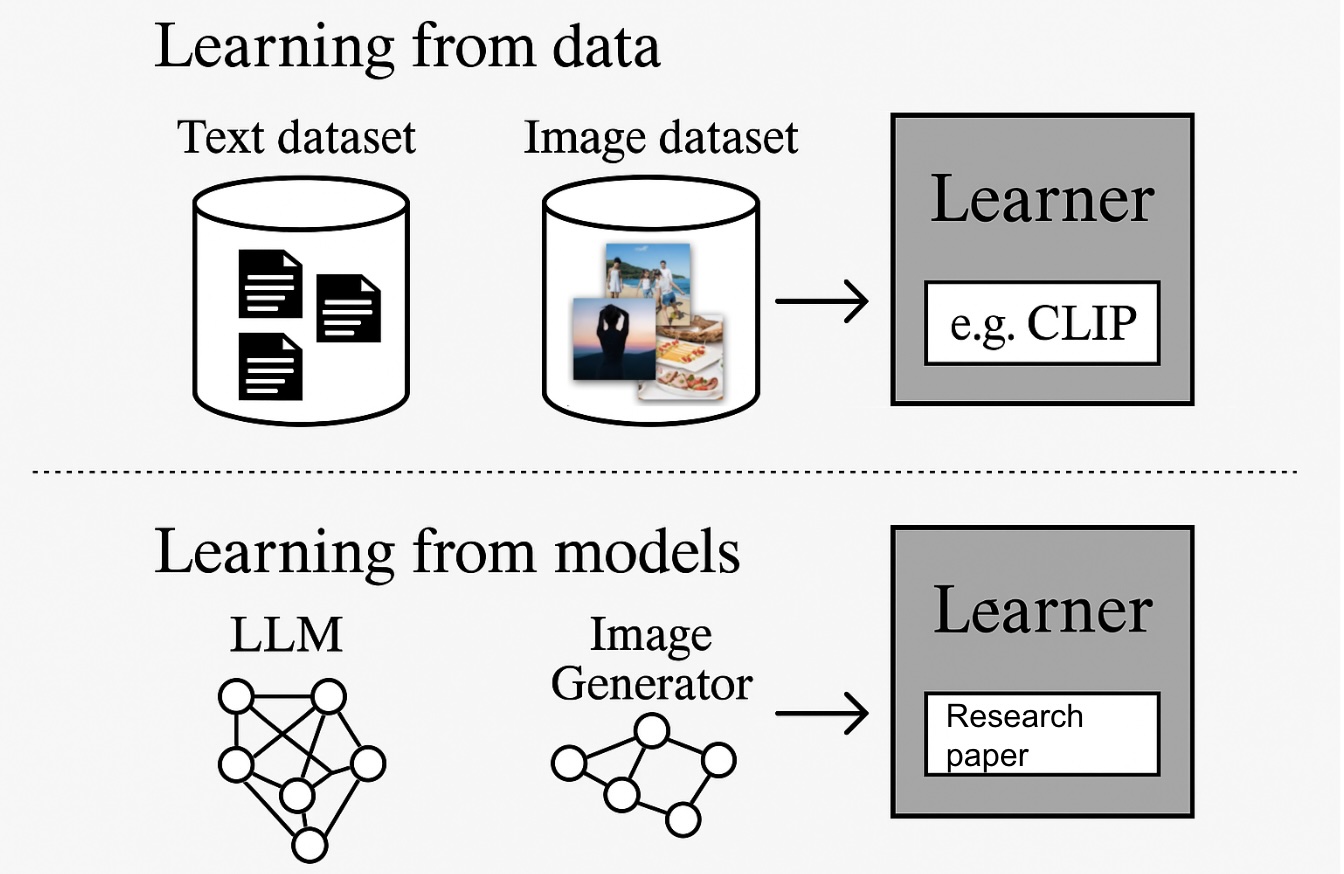 Learning from data
Text dataset
Image dataset
Learner
e.g. CLIP
Learning from models
LLM
Image
Generator
Learner
Research
paper